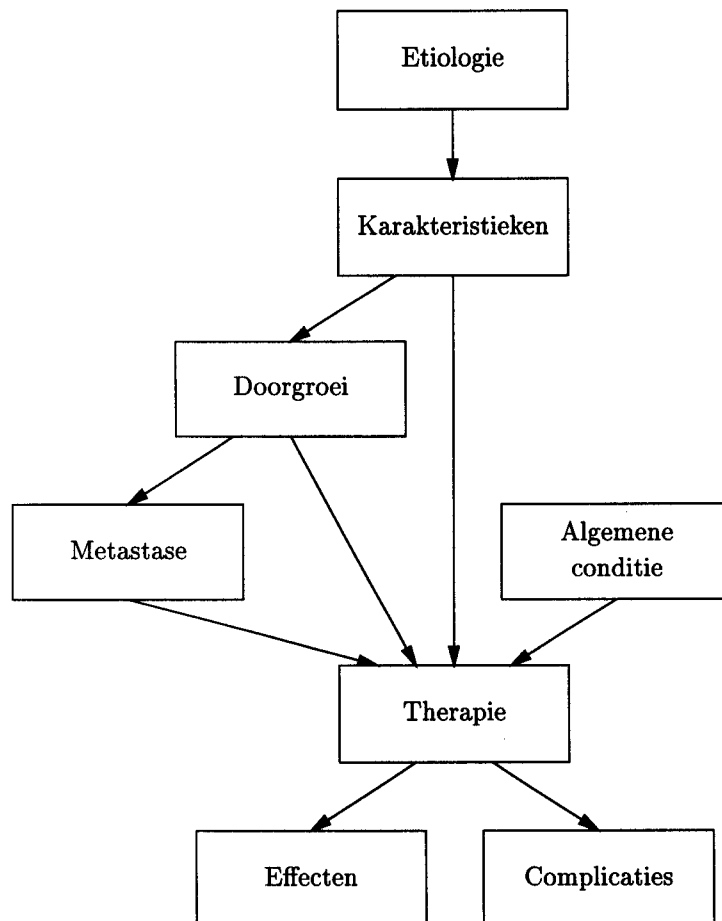 Etiologie
Karakteristieken
Doorgroei
Metastase
Algemene
conditie
Therapie
Effecten
Complicaties